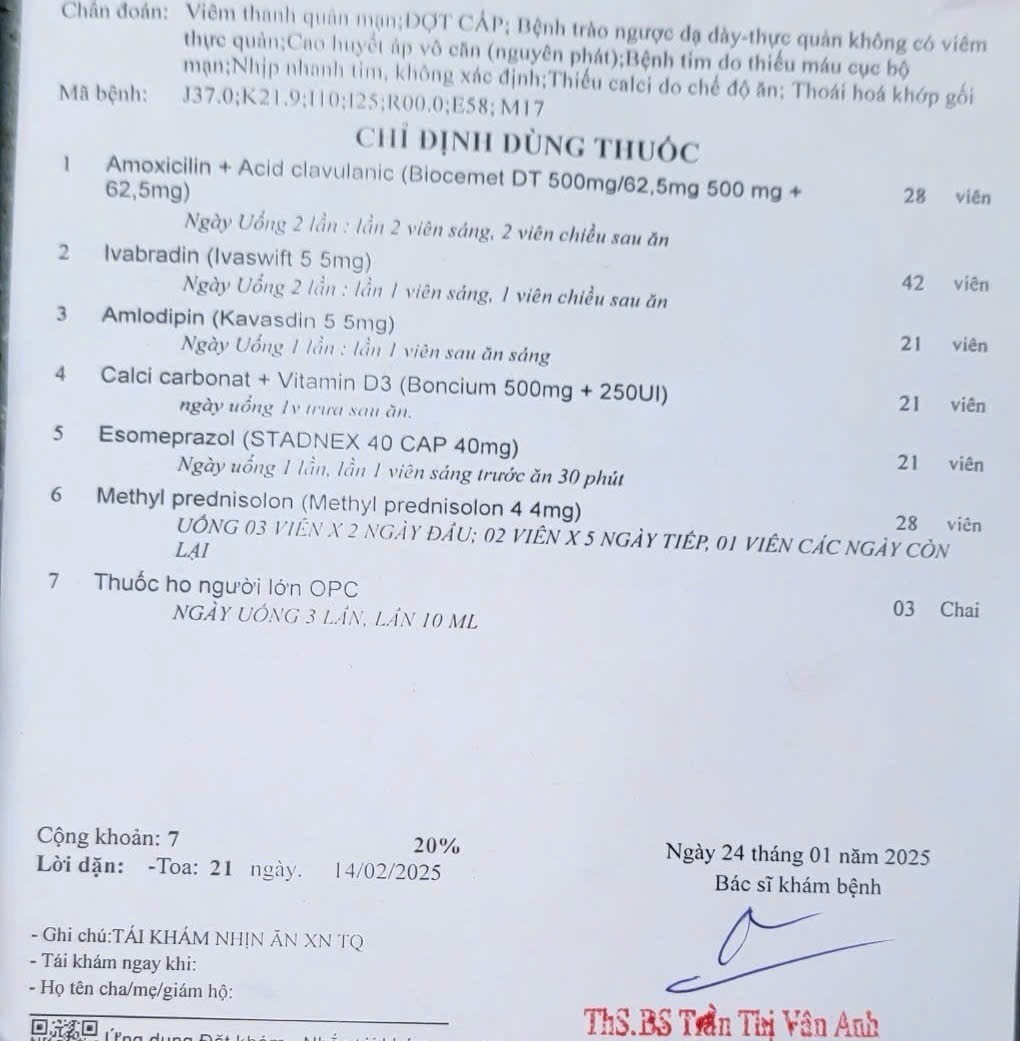 Chẩn đoán: Viêm thanh quản mạn;ĐỢT CẤP; Bệnh trào ngược dạ dày-thực quản không có viêm
thực quản;Cao huyết áp vô căn (nguyên phát);Bệnh tim do thiếu máu cục bộ
mạn;Nhịp nhanh tim, không xác định;Thiếu calci do chế độ ăn; Thoái hoá khớp gối
Mã bệnh: J37.0;K21.9;I10;I25;R00.0;E58; M17
CHỈ ĐỊNH DÙNG THUỐC
1 Amoxicilin + Acid clavulanic (Biocemet DT 500mg/62,5mg 500 mg +
62,5mg) 28 viên
Ngày Uống 2 lần : lần 2 viên sáng, 2 viên chiều sau ăn
2 Ivabradin (Ivaswift 5 5mg) 42 viên
Ngày Uống 2 lần : lần 1 viên sáng, 1 viên chiều sau ăn
3 Amlodipin (Kavasdin 5 5mg) 21 viên
Ngày Uống 1 lần : lần 1 viên sau ăn sáng
4 Calci carbonat + Vitamin D3 (Boncium 500mg + 250UI) 21 viên
ngày uống 1v trưa sau ăn.
5 Esomeprazol (STADNEX 40 CAP 40mg) 21 viên
Ngày uống 1 lần, lần 1 viên sáng trước ăn 30 phút
6 Methyl prednisolon (Methyl prednisolon 4 4mg) 28 viên
UỐNG 03 VIÊN X 2 NGÀY ĐẦU; 02 VIÊN X 5 NGÀY TIẾP, 01 VIÊN CÁC NGÀY CÒN
LẠI
7 Thuốc ho người lớn OPC 03 Chai
NGÀY UỐNG 3 LẦN, LẦN 10 ML
Cộng khoản: 7 20%
Lời dặn: -Toa: 21 ngày. 14/02/2025
Ngày 24 tháng 01 năm 2025
Bác sĩ khám bệnh
- Ghi chú:TÁI KHÁM NHỊN ĂN XN TQ
- Tái khám ngay khi:
- Họ tên cha/mẹ/giám hộ:
ThS.BS Trần Thị Vân Anh